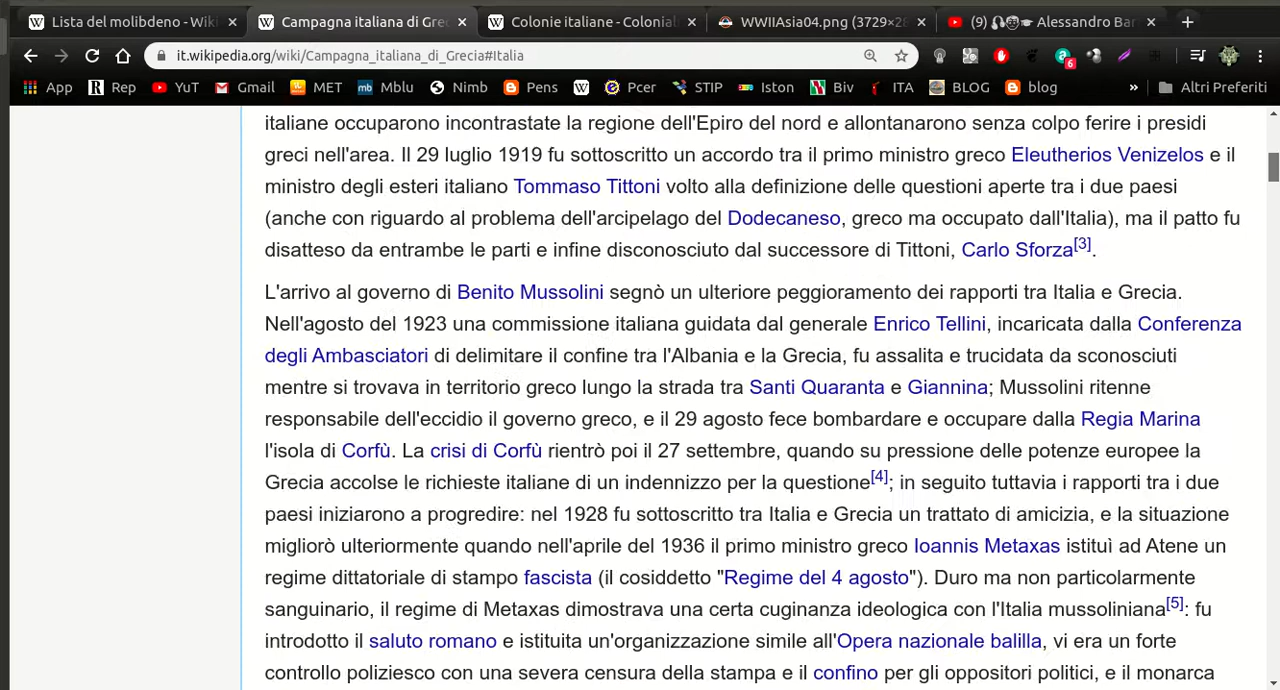 Lista del molibdeno - Wiki
Campagna italiana di Gre
Colonie italiane - Colonial
WWIIAsia04.png (3729×28
(9) Alessandro Bar
it.wikipedia.org/wiki/Campagna_italiana_di_Grecia#Italia
6
App Rep YuT Gmail MET Mblu Nimb Pens Pcer STIP Iston Biv ITA BLOG blog » Altri Preferiti
italiane occuparono incontrastate la regione dell'Epiro del nord e allontanarono senza colpo ferire i presidi
greci nell'area. Il 29 luglio 1919 fu sottoscritto un accordo tra il primo ministro greco Eleutherios Venizelos e il
ministro degli esteri italiano Tommaso Tittoni volto alla definizione delle questioni aperte tra i due paesi
(anche con riguardo al problema dell'arcipelago del Dodecaneso, greco ma occupato dall'Italia), ma il patto fu
disatteso da entrambe le parti e infine disconosciuto dal successore di Tittoni, Carlo Sforza[3].
L'arrivo al governo di Benito Mussolini segnò un ulteriore peggioramento dei rapporti tra Italia e Grecia.
Nell'agosto del 1923 una commissione italiana guidata dal generale Enrico Tellini, incaricata dalla Conferenza
degli Ambasciatori di delimitare il confine tra l'Albania e la Grecia, fu assalita e trucidata da sconosciuti
mentre si trovava in territorio greco lungo la strada tra Santi Quaranta e Giannina; Mussolini ritenne
responsabile dell'eccidio il governo greco, e il 29 agosto fece bombardare e occupare dalla Regia Marina
l'isola di Corfù. La crisi di Corfù rientrò poi il 27 settembre, quando su pressione delle potenze europee la
Grecia accolse le richieste italiane di un indennizzo per la questione[4]; in seguito tuttavia i rapporti tra i due
paesi iniziarono a progredire: nel 1928 fu sottoscritto tra Italia e Grecia un trattato di amicizia, e la situazione
migliorò ulteriormente quando nell'aprile del 1936 il primo ministro greco Ioannis Metaxas istituì ad Atene un
regime dittatoriale di stampo fascista (il cosiddetto "Regime del 4 agosto"). Duro ma non particolarmente
sanguinario, il regime di Metaxas dimostrava una certa cuginanza ideologica con l'Italia mussoliniana[5]: fu
introdotto il saluto romano e istituita un'organizzazione simile all'Opera nazionale balilla, vi era un forte
controllo poliziesco con una severa censura della stampa e il confino per gli oppositori politici, e il monarca